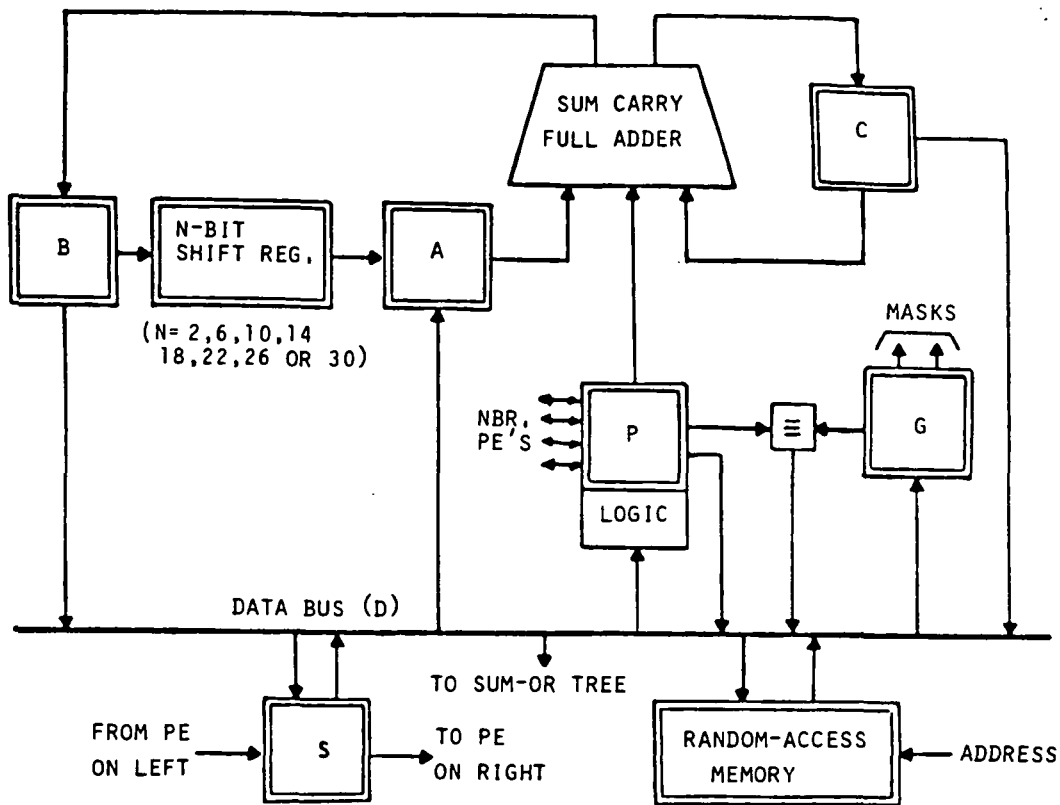 SUM CARRY
FULL ADDER
C
B
N-BIT
SHIFT REG.
A
(N= 2,6,10,14
18,22,26 OR 30)
MASKS
NBR.
PE'S
P
≡
G
LOGIC
DATA BUS (D)
TO SUM-OR TREE
FROM PE
ON LEFT
S
TO PE
ON RIGHT
RANDOM-ACCESS
MEMORY
ADDRESS